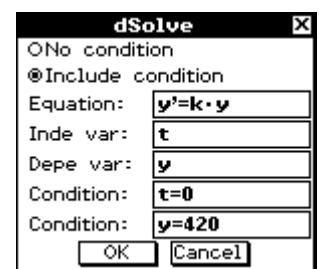 dSolve X
No condition
Include condition
Equation: y'=k·y
Inde var: t
Depe var: y
Condition: t=0
Condition: y=420
OK Cancel